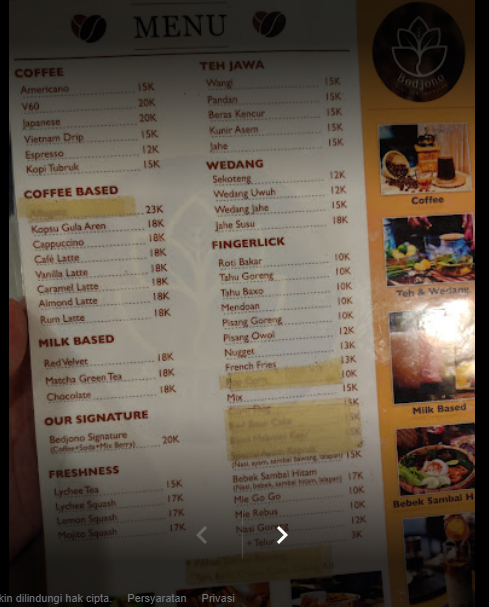 MENU
COFFEE
Americano 15K
V60 20K
Japanese 20K
Vietnam Drip 15K
Espresso 12K
Kopi Tubruk 15K
COFFEE BASED
23K
Kopsu Gula Aren 18K
Cappuccino 18K
Café Latte 18K
Vanilla Latte 18K
Caramel Latte 18K
Almond Latte 18K
Rum Latte 18K
MILK BASED
Red Velvet 18K
Matcha Green Tea 18K
Chocolate 18K
OUR SIGNATURE
Bedjono Signature 20K
(Coffee+Soda+Mix Berry)
FRESHNESS
Lychee Tea 15K
Lychee Squash 17K
Lemon Squash 17K
Mojito Squash 17K
TEH JAWA
Wangi 15K
Pandan 15K
Beras Kencur 15K
Kunir Asem 15K
Jahe 15K
WEDANG
Sekoteng 12K
Wedang Uwuh 12K
Wedang Jahe 15K
Jahe Susu 18K
FINGERLICK
Roti Bakar 10K
Tahu Goreng 10K
Tahu Baxo 10K
Mendoan 10K
Pisang Goreng 10K
Pisang Owol 12K
Nugget 13K
French Fries 13K
10K
Mix 15K
15K
15K
(Nasi, ayam, sambal bawang, lalapan) 15K
Bebek Sambal Hitam 17K
(Nasi, bebek, sambal hitam, lalapan)
Mie Go Go 10K
Mie Rebus 10K
Nasi Goreng 12K
+ Telur 3K
Bedjono
Coffee
Teh & Wedang
Milk Based
Bebek Sambal H
kin dilindungi hak cipta. Persyaratan Privasi